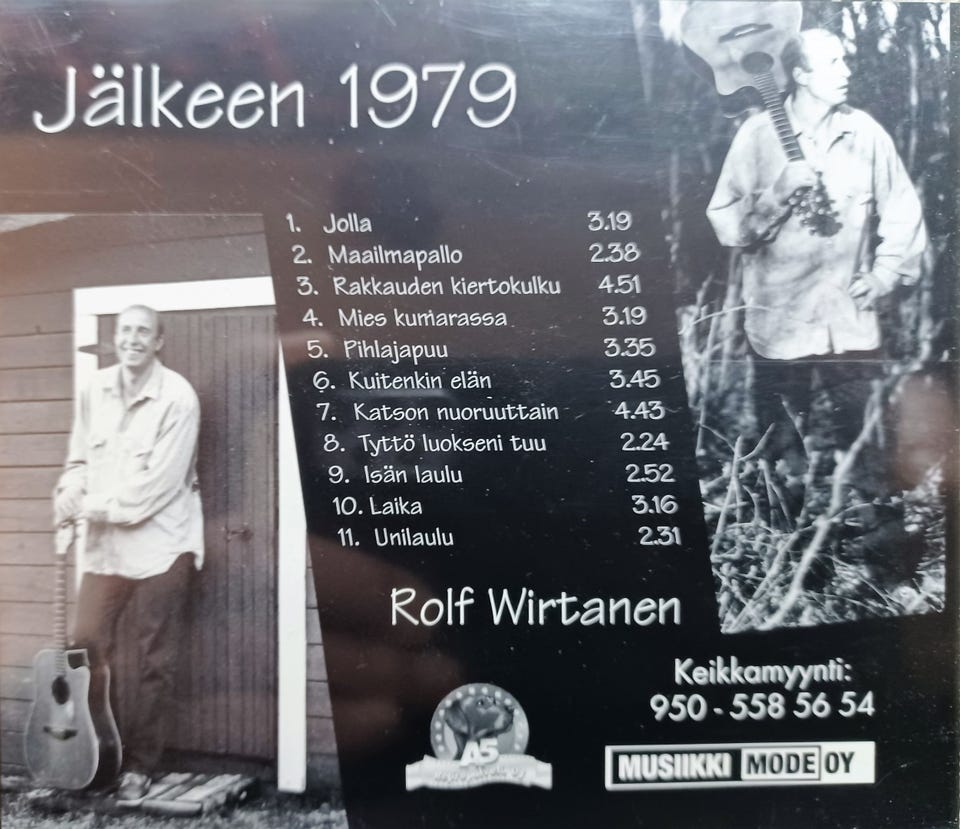 Jälkeen 1979
1. Jolla 3.19
2. Maailmapallo 2.38
3. Rakkauden kiertokulku 4.51
4. Mies kumarassa 3.19
5. Pihlajapuu 3.35
6. Kuitenkin elän 3.45
7. Katson nuoruuttain 4.43
8. Tyttö luokseni tuu 2.24
9. Isän laulu 2.52
10. Laika 3.16
11. Unilaulu 2.31
Rolf Wirtanen
Keikkamyynti:
950 - 558 56 54
A5
MUSIIKKI MODE OY